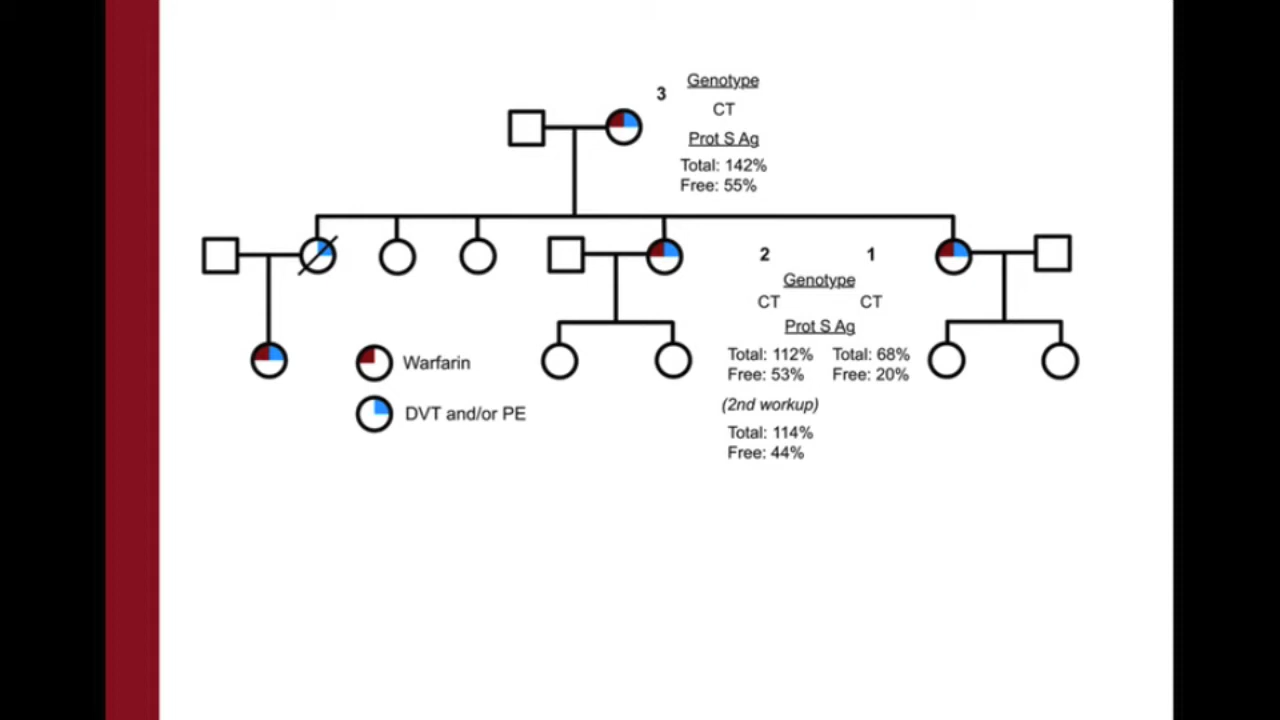 3
Genotype
CT
Prot S Ag
Total: 142%
Free: 55%
2 1
Genotype
CT CT
Prot S Ag
Total: 112% Total: 68%
Free: 53% Free: 20%
(2nd workup)
Total: 114%
Free: 44%
Warfarin
DVT and/or PE